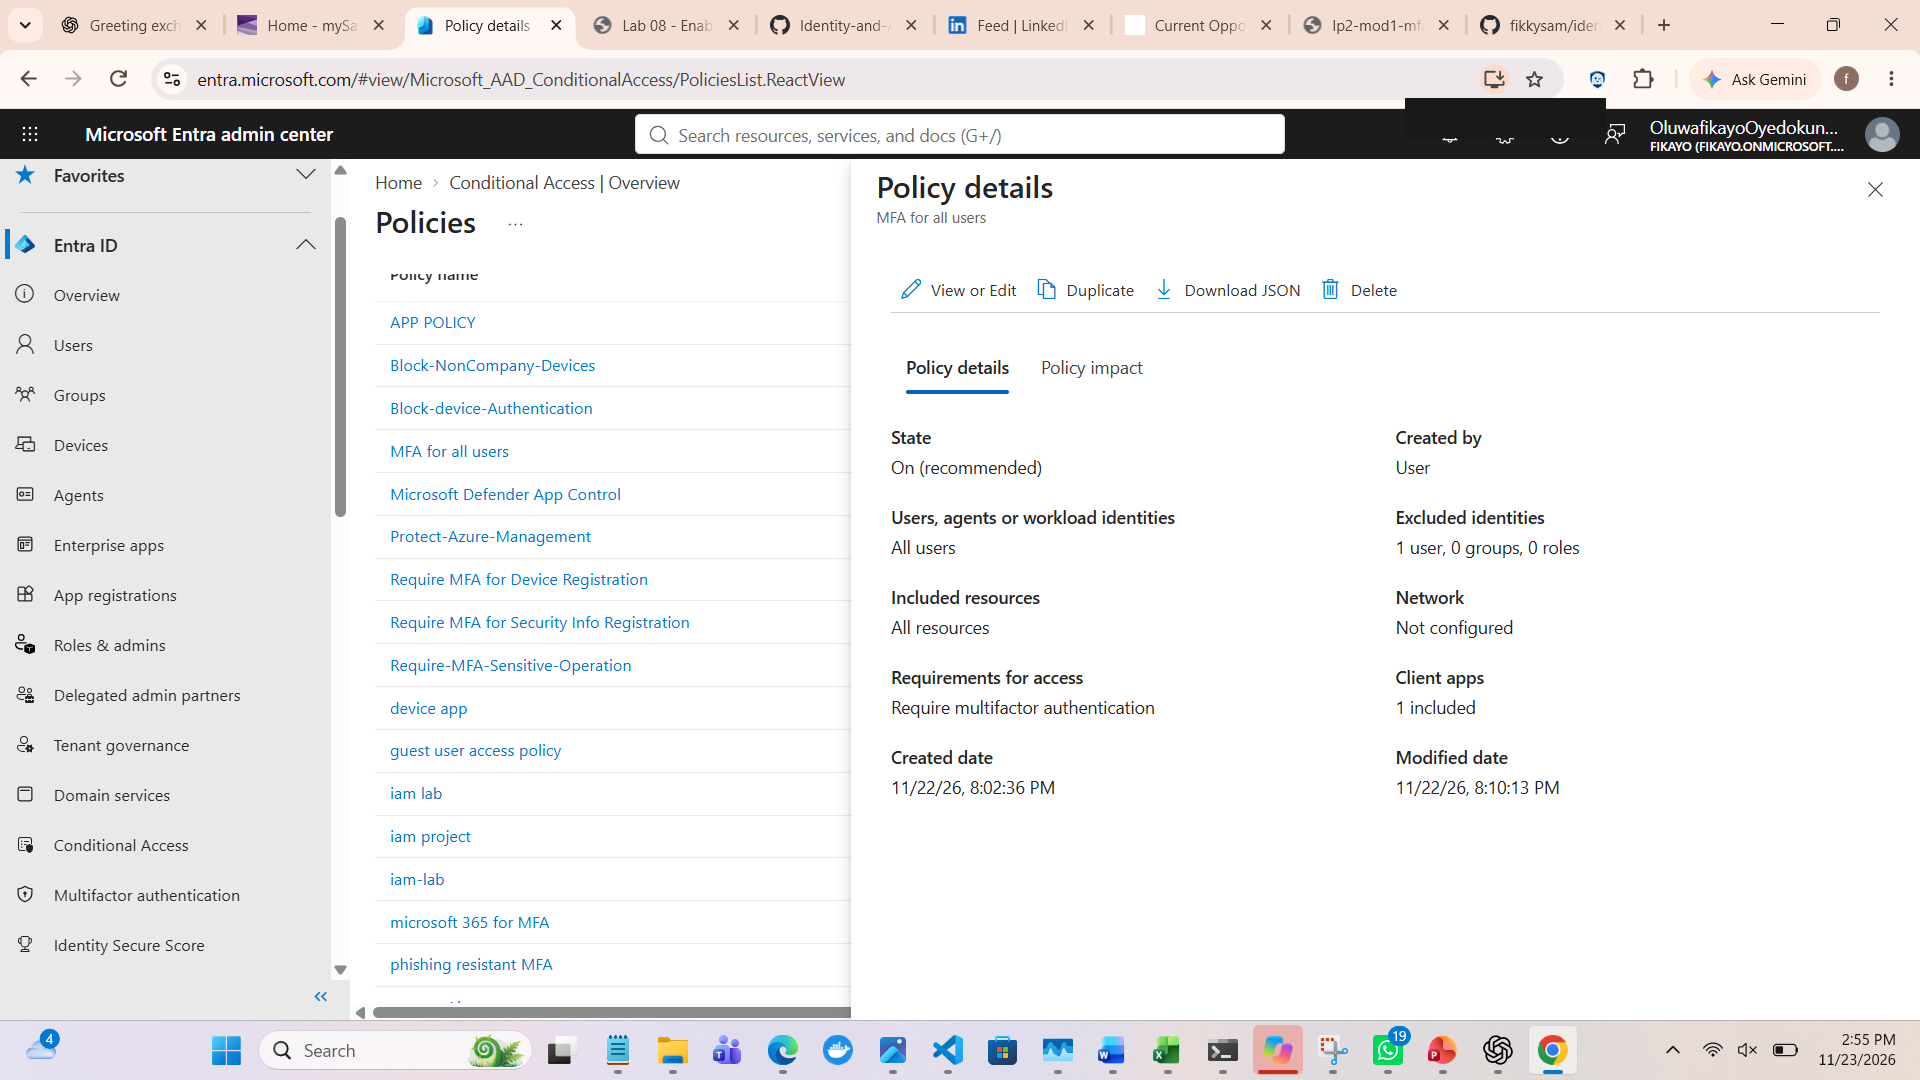 Greeting exch
Home - mySa
Policy details
Lab 08 - Enab
Identity-and-A
Feed | LinkedI
Current Oppo
lp2-mod1-mf
fikkysam/iden
entra.microsoft.com/#view/Microsoft_AAD_ConditionalAccess/PoliciesList.ReactView
Ask Gemini
f
Microsoft Entra admin center
Search resources, services, and docs (G+/)
OluwafikayoOyedokun...
FIKAYO (FIKAYO.ONMICROSOFT....
Favorites
Entra ID
Overview
Users
Groups
Devices
Agents
Enterprise apps
App registrations
Roles & admins
Delegated admin partners
Tenant governance
Domain services
Conditional Access
Multifactor authentication
Identity Secure Score
Home > Conditional Access | Overview
Policies ...
Policy name
APP POLICY
Block-NonCompany-Devices
Block-device-Authentication
MFA for all users
Microsoft Defender App Control
Protect-Azure-Management
Require MFA for Device Registration
Require MFA for Security Info Registration
Require-MFA-Sensitive-Operation
device app
guest user access policy
iam lab
iam project
iam-lab
microsoft 365 for MFA
phishing resistant MFA
Policy details
MFA for all users
View or Edit
Duplicate
Download JSON
Delete
Policy details
Policy impact
State
On (recommended)
Created by
User
Users, agents or workload identities
All users
Excluded identities
1 user, 0 groups, 0 roles
Included resources
All resources
Network
Not configured
Requirements for access
Require multifactor authentication
Client apps
1 included
Created date
11/22/26, 8:02:36 PM
Modified date
11/22/26, 8:10:13 PM
4
Search
19
2:55 PM
11/23/2026